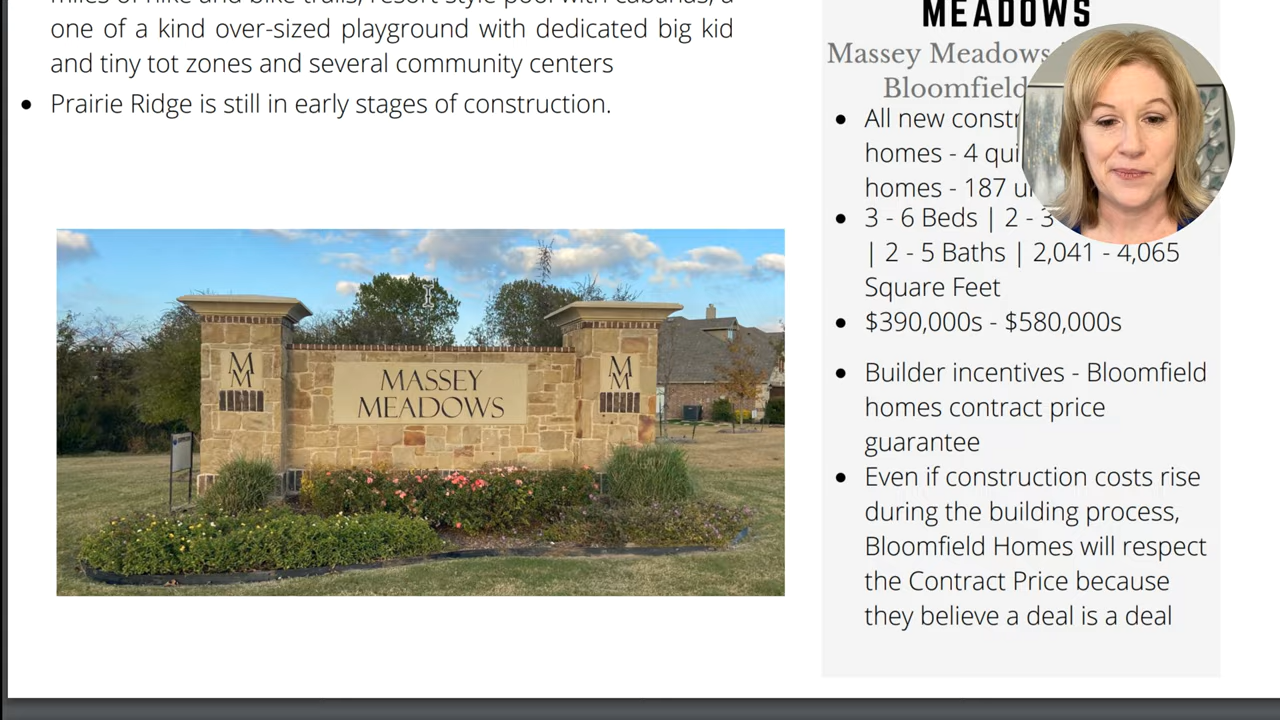 one of a kind over-sized playground with dedicated big kid
and tiny tot zones and several community centers
• Prairie Ridge is still in early stages of construction.
M
M
MASSEY
MEADOWS
M
M
MEADOWS
Massey Meadows
Bloomfield
• All new
homes - 4
homes - 187
• 3 - 6 Beds | 2 - 3
| 2 - 5 Baths | 2,041 - 4,065
Square Feet
• $390,000s - $580,000s
• Builder incentives - Bloomfield
homes contract price
guarantee
• Even if construction costs rise
during the building process,
Bloomfield Homes will respect
the Contract Price because
they believe a deal is a deal